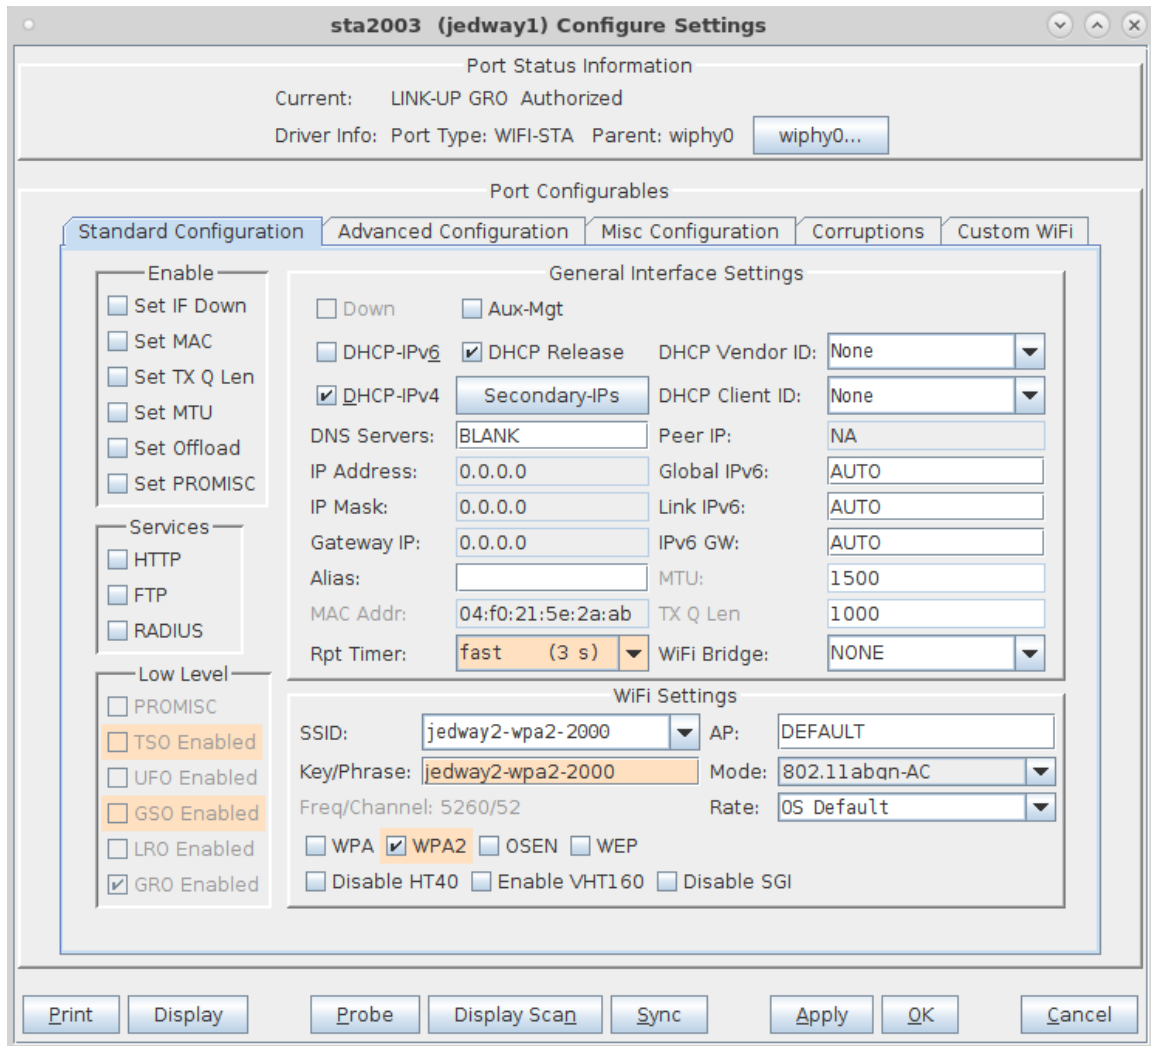 sta2003 (jedway1) Configure Settings
Port Status Information
Current: LINK-UP GRO Authorized
Driver Info: Port Type: WIFI-STA Parent: wiphy0 wiphy0...
Port Configurables
Standard Configuration Advanced Configuration Misc Configuration Corruptions Custom WiFi
Enable
Set IF Down
Set MAC
Set TX Q Len
Set MTU
Set Offload
Set PROMISC
Services
HTTP
FTP
RADIUS
Low Level
PROMISC
TSO Enabled
UFO Enabled
GSO Enabled
LRO Enabled
GRO Enabled
General Interface Settings
Down Aux-Mgt
DHCP-IPv6 DHCP Release DHCP Vendor ID: None
DHCP-IPv4 Secondary-IPs DHCP Client ID: None
DNS Servers: BLANK Peer IP: NA
IP Address: 0.0.0.0 Global IPv6: AUTO
IP Mask: 0.0.0.0 Link IPv6: AUTO
Gateway IP: 0.0.0.0 IPv6 GW: AUTO
Alias: MTU: 1500
MAC Addr: 04:f0:21:5e:2a:ab TX Q Len 1000
Rpt Timer: fast (3 s) WiFi Bridge: NONE
WiFi Settings
SSID: jedway2-wpa2-2000 AP: DEFAULT
Key/Phrase: jedway2-wpa2-2000 Mode: 802.11abgn-AC
Freq/Channel: 5260/52 Rate: OS Default
WPA WPA2 OSEN WEP
Disable HT40 Enable VHT160 Disable SGI
Print Display Probe Display Scan Sync Apply OK Cancel